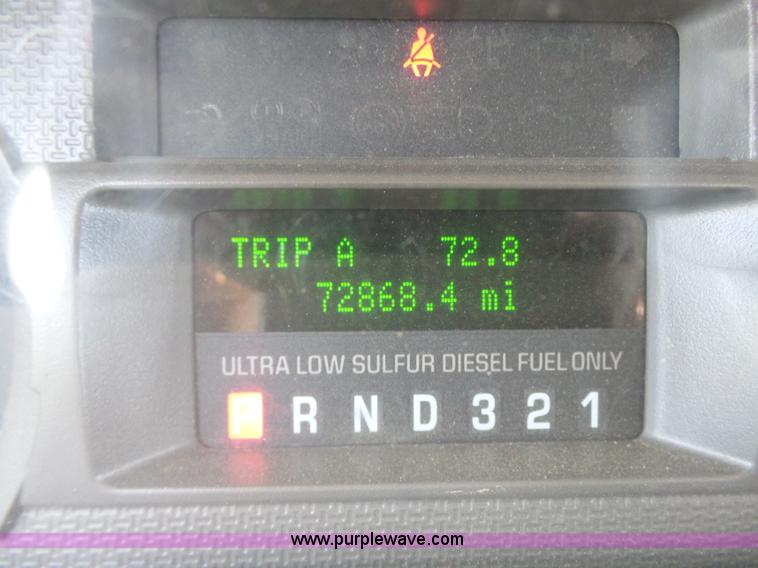 TRIP A 72.8
72868.4 mi
ULTRA LOW SULFUR DIESEL FUEL ONLY
P R N D 3 2 1
www.purplewave.com